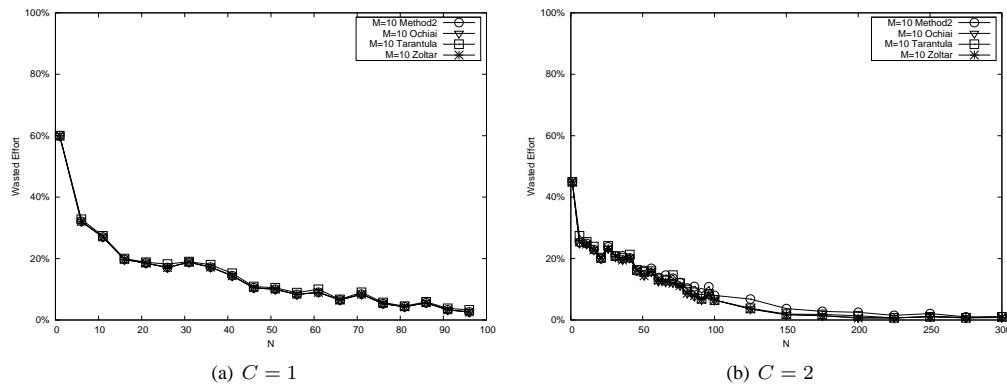 100%
80%
60%
40%
20%
0%
Wasted Effort
0 10 20 30 40 50 60 70 80 90 100
N
M=10 Method2
M=10 Ochiai
M=10 Tarantula
M=10 Zoltar
(a) C = 1
100%
80%
60%
40%
20%
0%
Wasted Effort
0 50 100 150 200 250 300
N
M=10 Method2
M=10 Ochiai
M=10 Tarantula
M=10 Zoltar
(b) C = 2